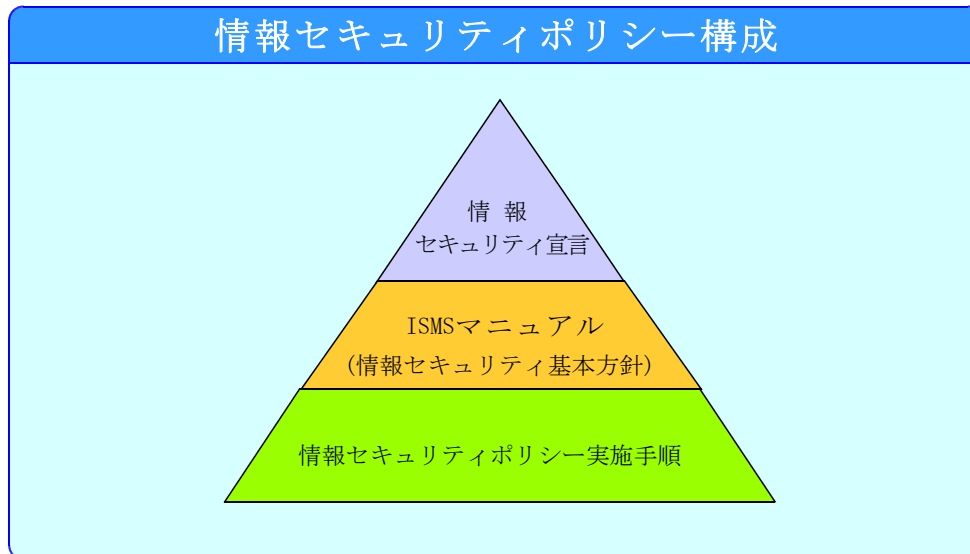 情報セキュリティポリシー構成
情 報
セキュリティ宣言
ISMSマニュアル
(情報セキュリティ基本方針)
情報セキュリティポリシー実施手順